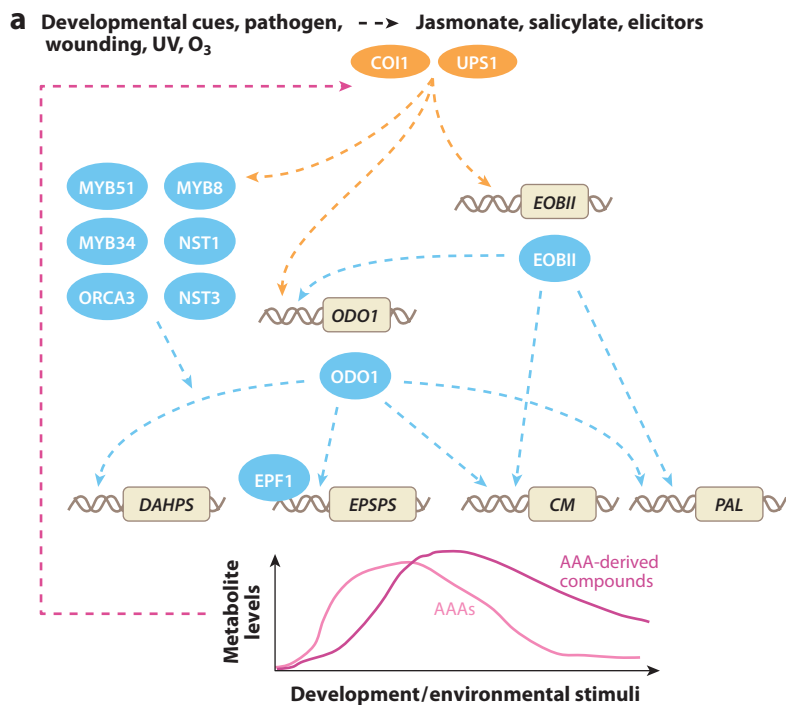 a Developmental cues, pathogen, Jasmonate, salicylate, elicitors
wounding, UV, O₃
COI1 UPS1
MYB51 MYB8
EOBII
MYB34 NST1
EOBII
ORCA3 NST3
ODO1
ODO1
EPF1
DAHPS EPSPS CM PAL
AAA-derived
compounds
AAAs
Metabolite
levels
Development/environmental stimuli